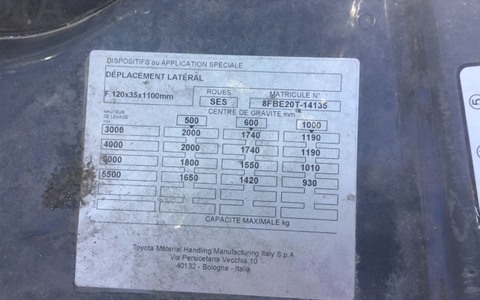 DISPOSITIFS ou APPLICATION SPECIALE
DÉPLACEMENT LATÉRAL
ROUES MATRICULE N°
F.120x35x1100mm SES 8FBE20T-14135
CENTRE DE GRAVITE mm
HAUTEUR DE LEVAGE mm 500 600 1000
3000 2000 1740 1190
4000 2000 1740 1190
5000 1800 1550 1010
5500 1650 1420 930
CAPACITE MAXIMALE kg
Toyota Material Handling Manufacturing Italy S.p.A
Via Persicetana Vecchia 10
40132 - Bologna - Italia